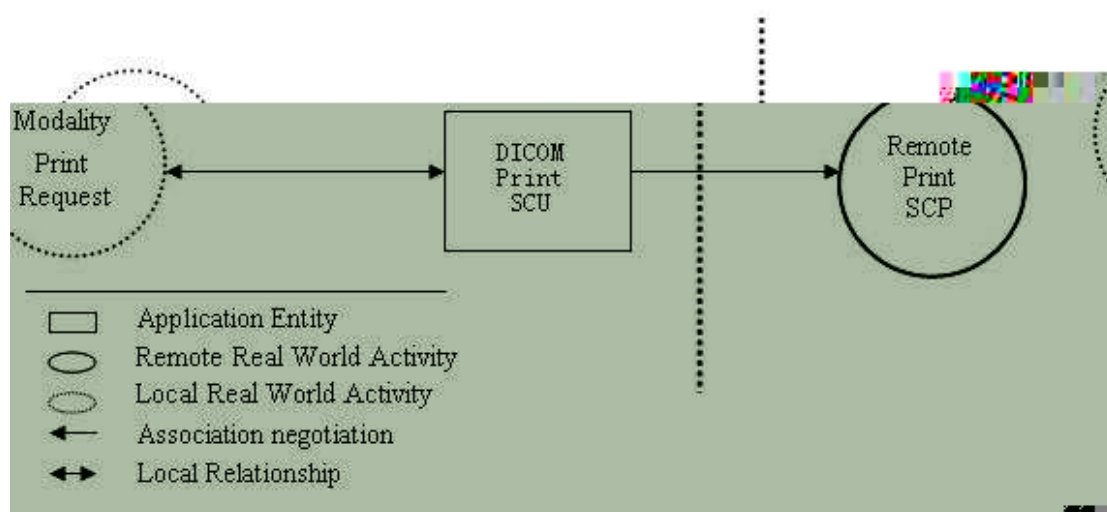 Modality
Print
Request
DICOM
Print
SCU
Remote
Print
SCP
Application Entity
Remote Real World Activity
Local Real World Activity
Association negotiation
Local Relationship